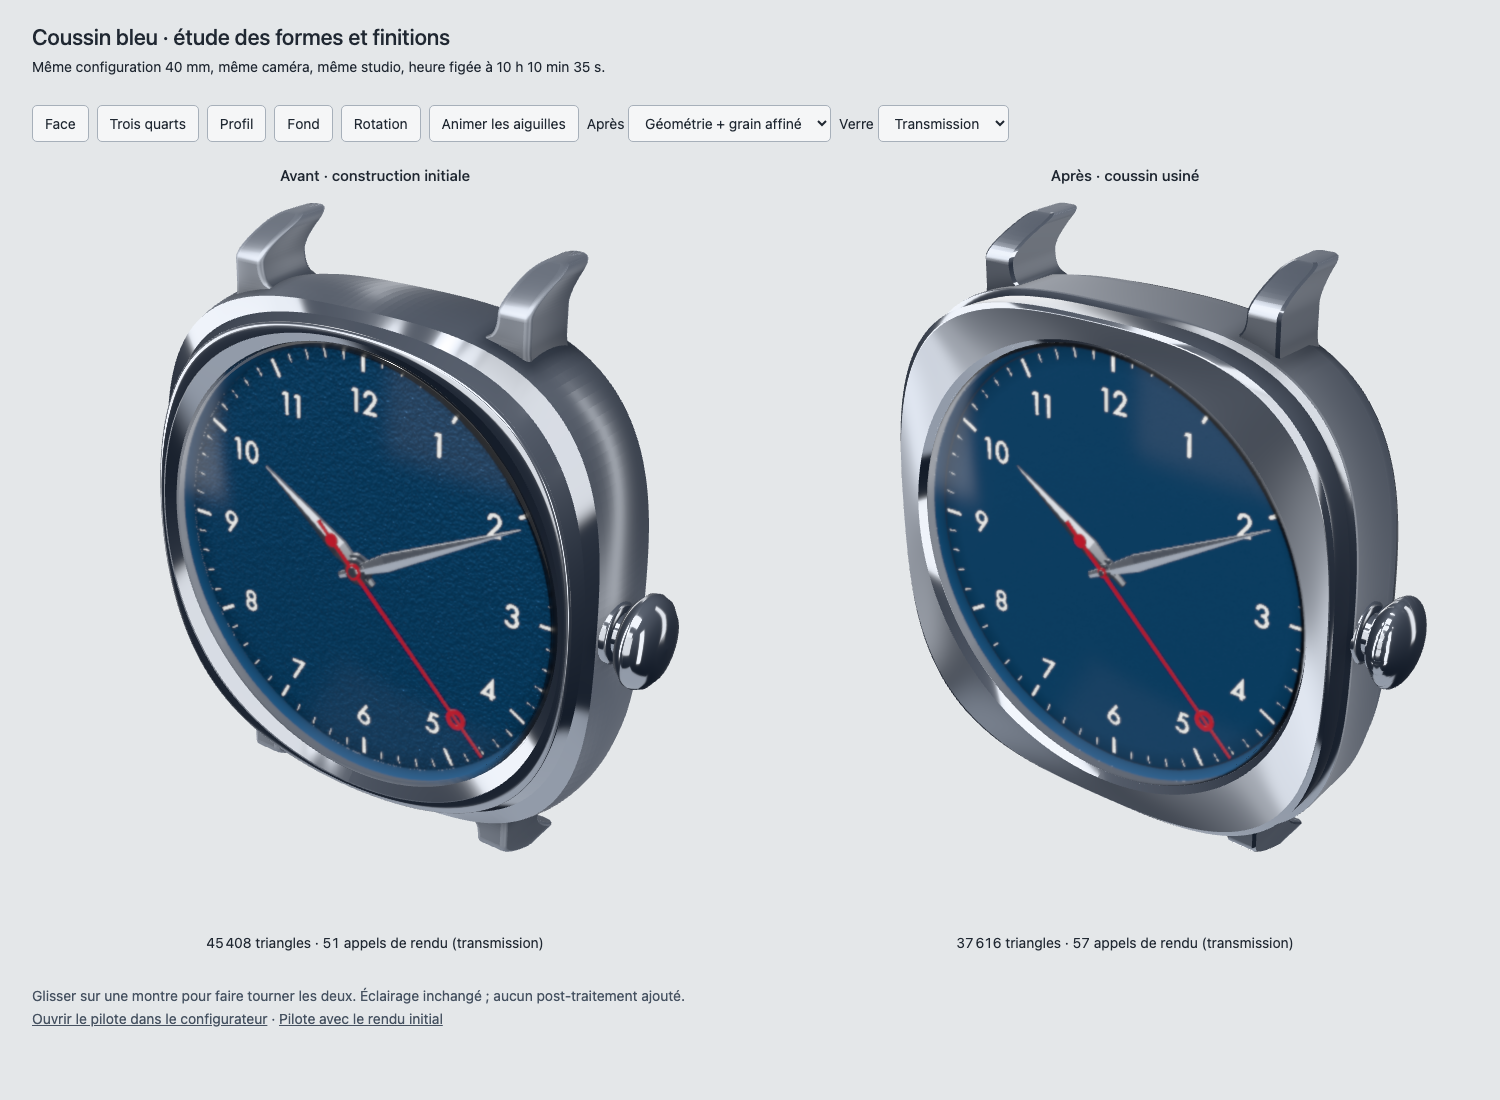 Coussin bleu · étude des formes et finitions
Même configuration 40 mm, même caméra, même studio, heure figée à 10 h 10 min 35 s.
Face Trois quarts Profil Fond Rotation Animer les aiguilles Après Géométrie + grain affiné Verre Transmission
Avant · construction initiale
12
1
2
3
4
5
6
7
8
9
10
11
45 408 triangles · 51 appels de rendu (transmission)
Après · coussin usiné
12
1
2
3
4
5
6
7
8
9
10
11
37 616 triangles · 57 appels de rendu (transmission)
Glisser sur une montre pour faire tourner les deux. Éclairage inchangé ; aucun post-traitement ajouté.
Ouvrir le pilote dans le configurateur · Pilote avec le rendu initial